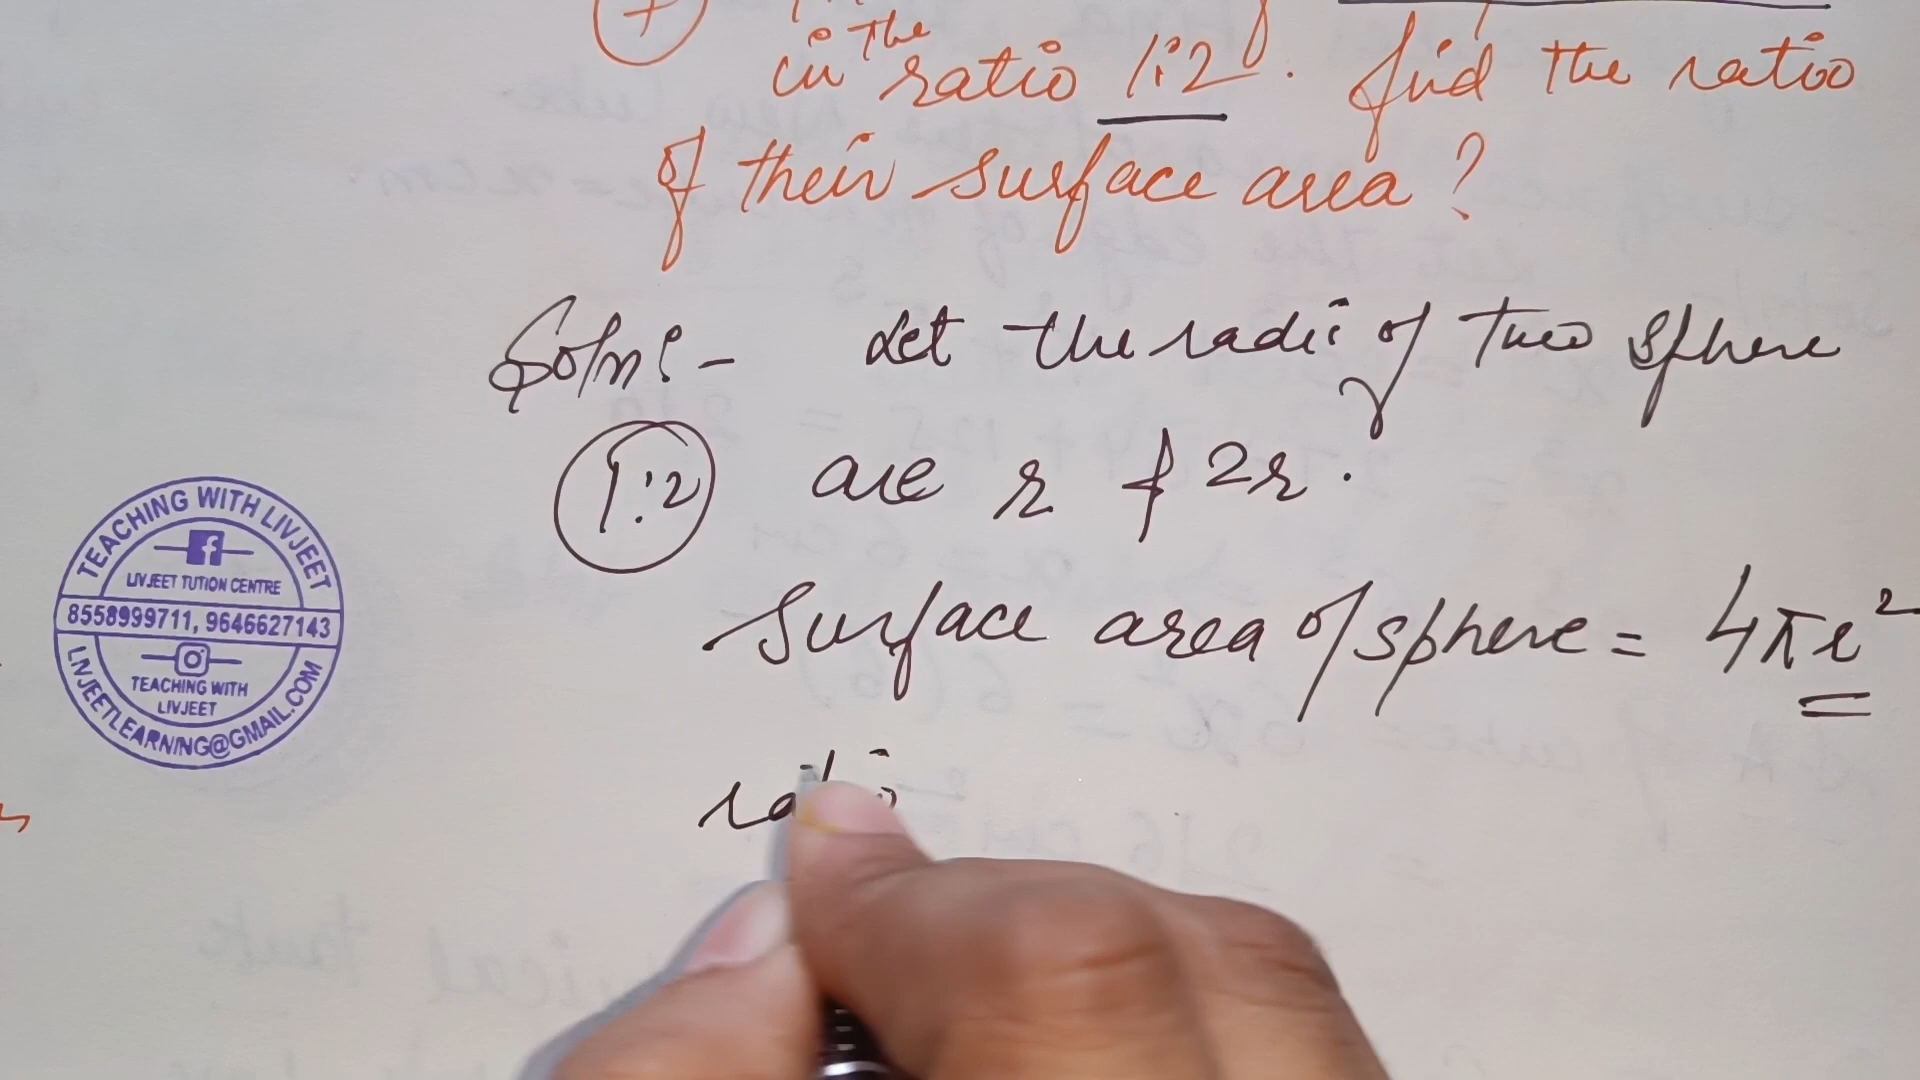 7
in the ratio 1:2. find the ratio
of their surface area?
Soln:- Let the radii of two sphere
1:2 are r & 2r.
Surface area of sphere = 4πr²
ratio
TEACHING WITH LIVJEET
LIVJEET TUTION CENTRE
8558999711, 9646627143
TEACHING WITH
LIVJEET
LIVJEETLEARNING@GMAIL.COM